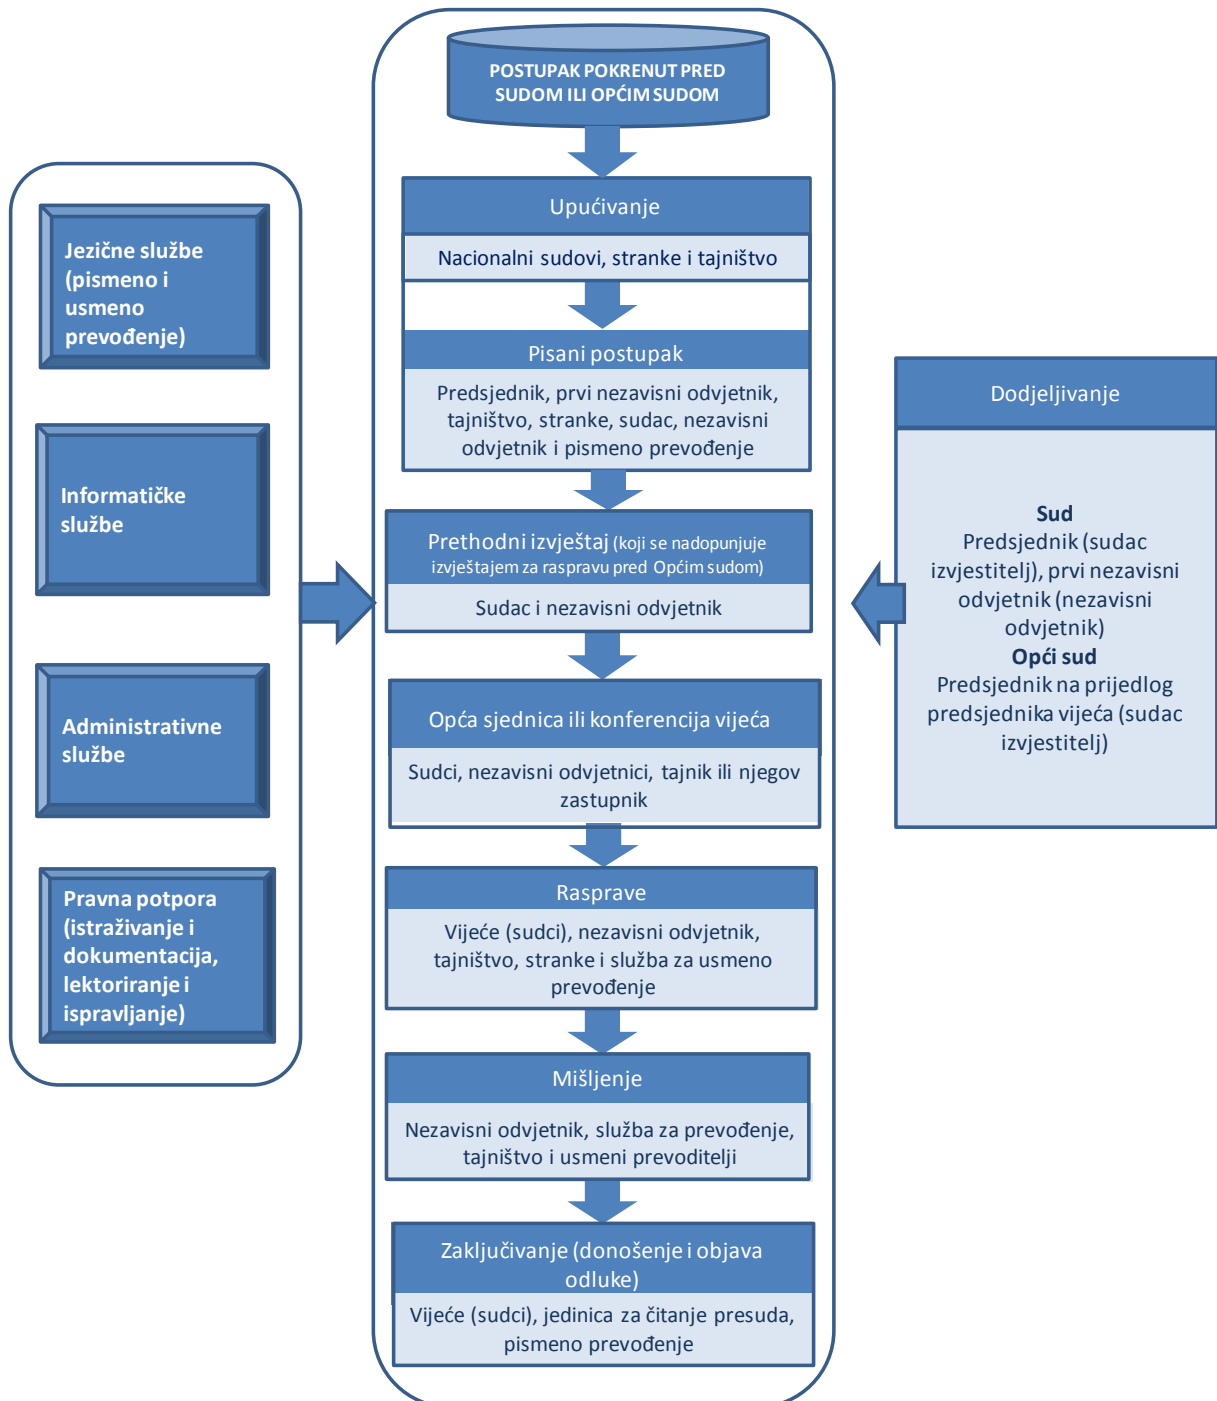 POSTUPAK POKRENUT PRED
SUDOM ILI OPĆIM SUDOM
Upućivanje
Nacionalni sudovi, stranke i tajništvo
Pisani postupak
Predsjednik, prvi nezavisni odvjetnik,
tajništvo, stranke, sudac, nezavisni
odvjetnik i pismeno prevođenje
Prethodni izvještaj (koji se nadopunjuje
izvještajem za raspravu pred Općim sudom)
Sudac i nezavisni odvjetnik
Opća sjednica ili konferencija vijeća
Sudci, nezavisni odvjetnici, tajnik ili njegov
zastupnik
Rasprave
Vijeće (sudci), nezavisni odvjetnik,
tajništvo, stranke i služba za usmeno
prevođenje
Mišljenje
Nezavisni odvjetnik, služba za prevođenje,
tajništvo i usmeni prevoditelji
Zaključivanje (donošenje i objava
odluke)
Vijeće (sudci), jedinica za čitanje presuda,
pismeno prevođenje
Jezične službe
(pismeno i
usmeno
prevođenje)
Informatičke
službe
Administrativne
službe
Pravna potpora
(istraživanje i
dokumentacija,
lektoriranje i
ispravljanje)
Dodjeljivanje
Sud
Predsjednik (sudac
izvjestitelj), prvi nezavisni
odvjetnik (nezavisni
odvjetnik)
Opći sud
Predsjednik na prijedlog
predsjednika vijeća (sudac
izvjestitelj)